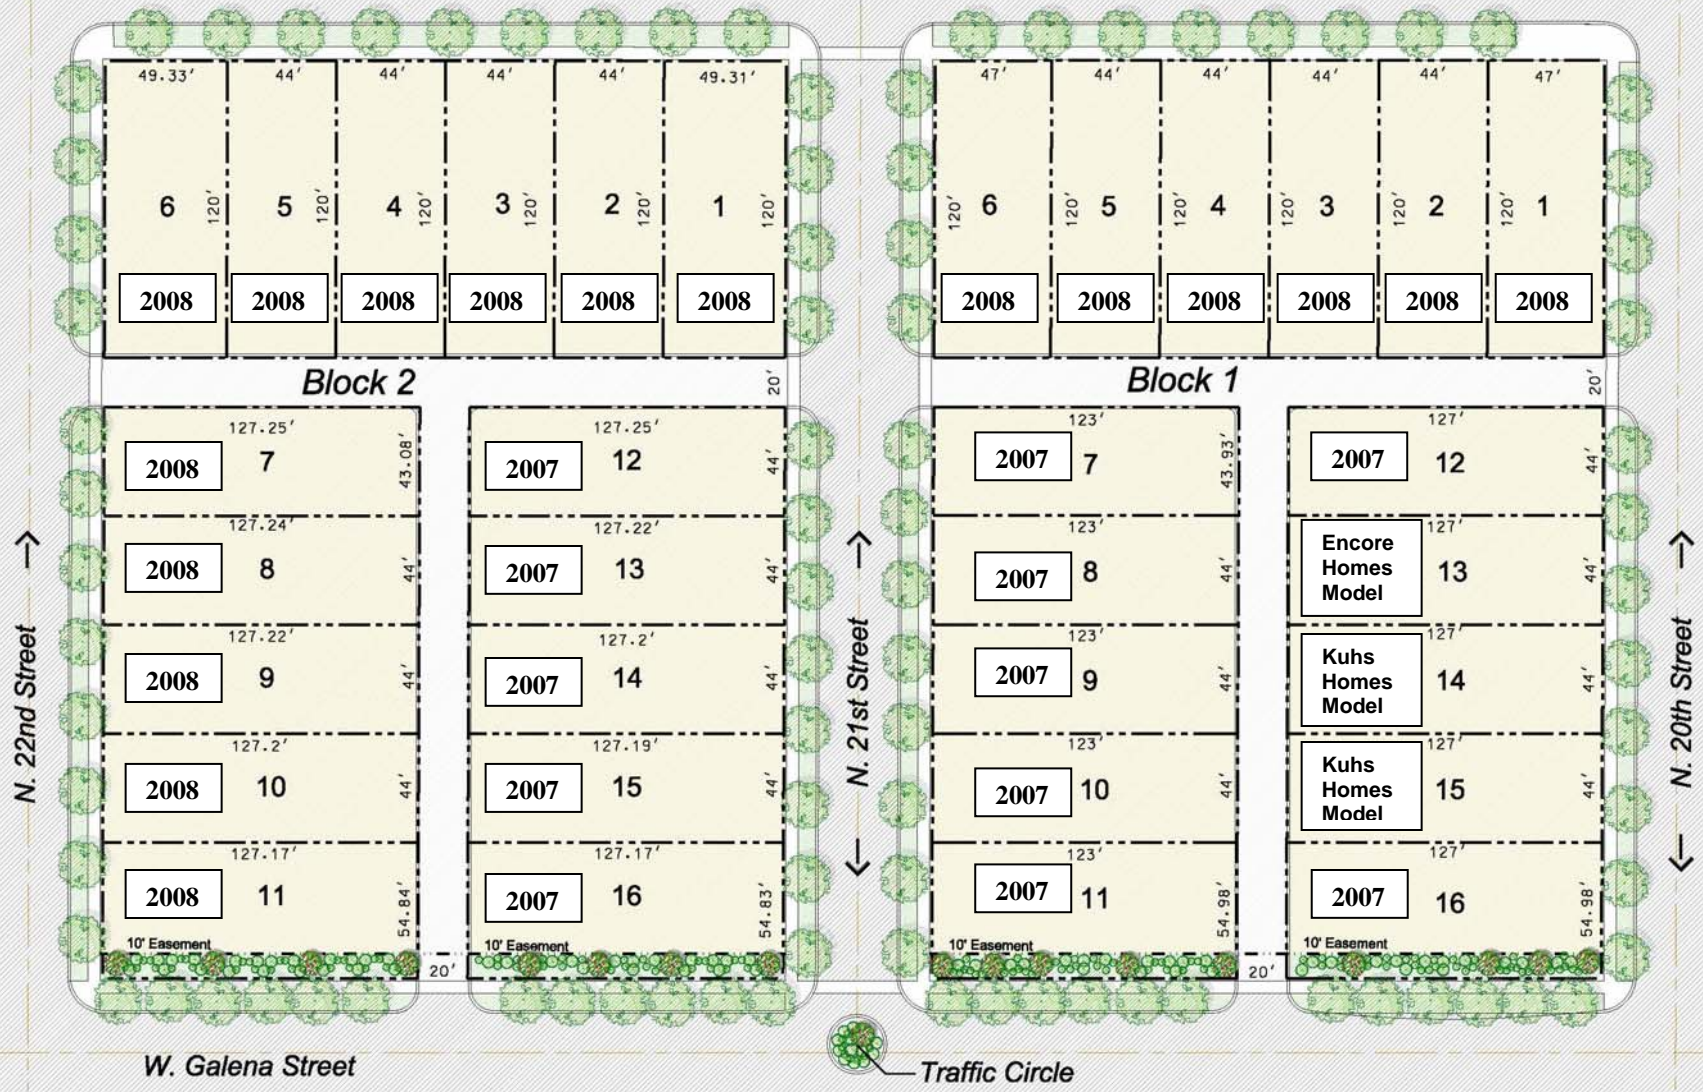 49.33′ 44′ 44′ 44′ 44′ 49.31′ 47′ 44′ 44′ 44′ 44′ 47′
6 120′ 5 120′ 4 120′ 3 120′ 2 120′ 1 120′ 120′ 6 120′ 5 120′ 4 120′ 3 120′ 2 120′ 1
2008 2008 2008 2008 2008 2008 2008 2008 2008 2008 2008 2008
Block 2 20′ Block 1 20′
127.25′ 127.25′ 123′ 127′
2008 7 43.08′ 2007 12 44′ 2007 7 43.93′ 2007 12 44′
127.24′ 127.22′ 123′ 127′
2008 8 44′ 2007 13 44′ 2007 8 44′
Encore
Homes
Model
13 44′
127.22′ 127.2′ 123′ 127′
2008 9 44′ 2007 14 44′ 2007 9 44′
Kuhs
Homes
Model
14 44′
127.2′ 127.19′ 123′ 127′
2008 10 44′ 2007 15 44′ 2007 10 44′
Kuhs
Homes
Model
15 44′
127.17′ 127.17′ 123′ 127′
2008 11 54.84′ 2007 16 54.83′ 2007 11 54.98′ 2007 16 54.98′
10' Easement 10' Easement 10' Easement 10' Easement
20′ 20′
N. 22nd Street
N. 21st Street
N. 20th Street
W. Galena Street
Traffic Circle